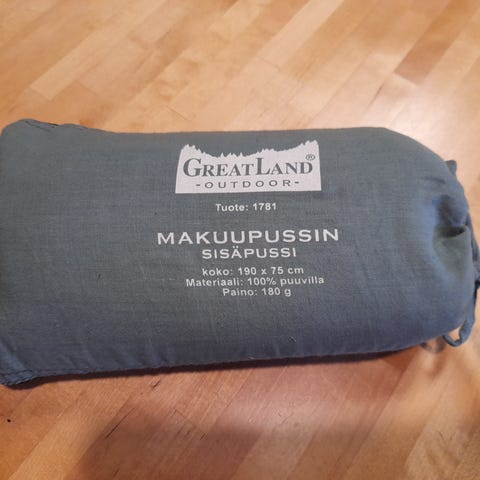 GREATLAND®
-OUTDOOR-
Tuote: 1781
MAKUUPUSSIN
SISÄPUSSI
koko: 190 x 75 cm
Materiaali: 100% puuvilla
Paino: 180 g